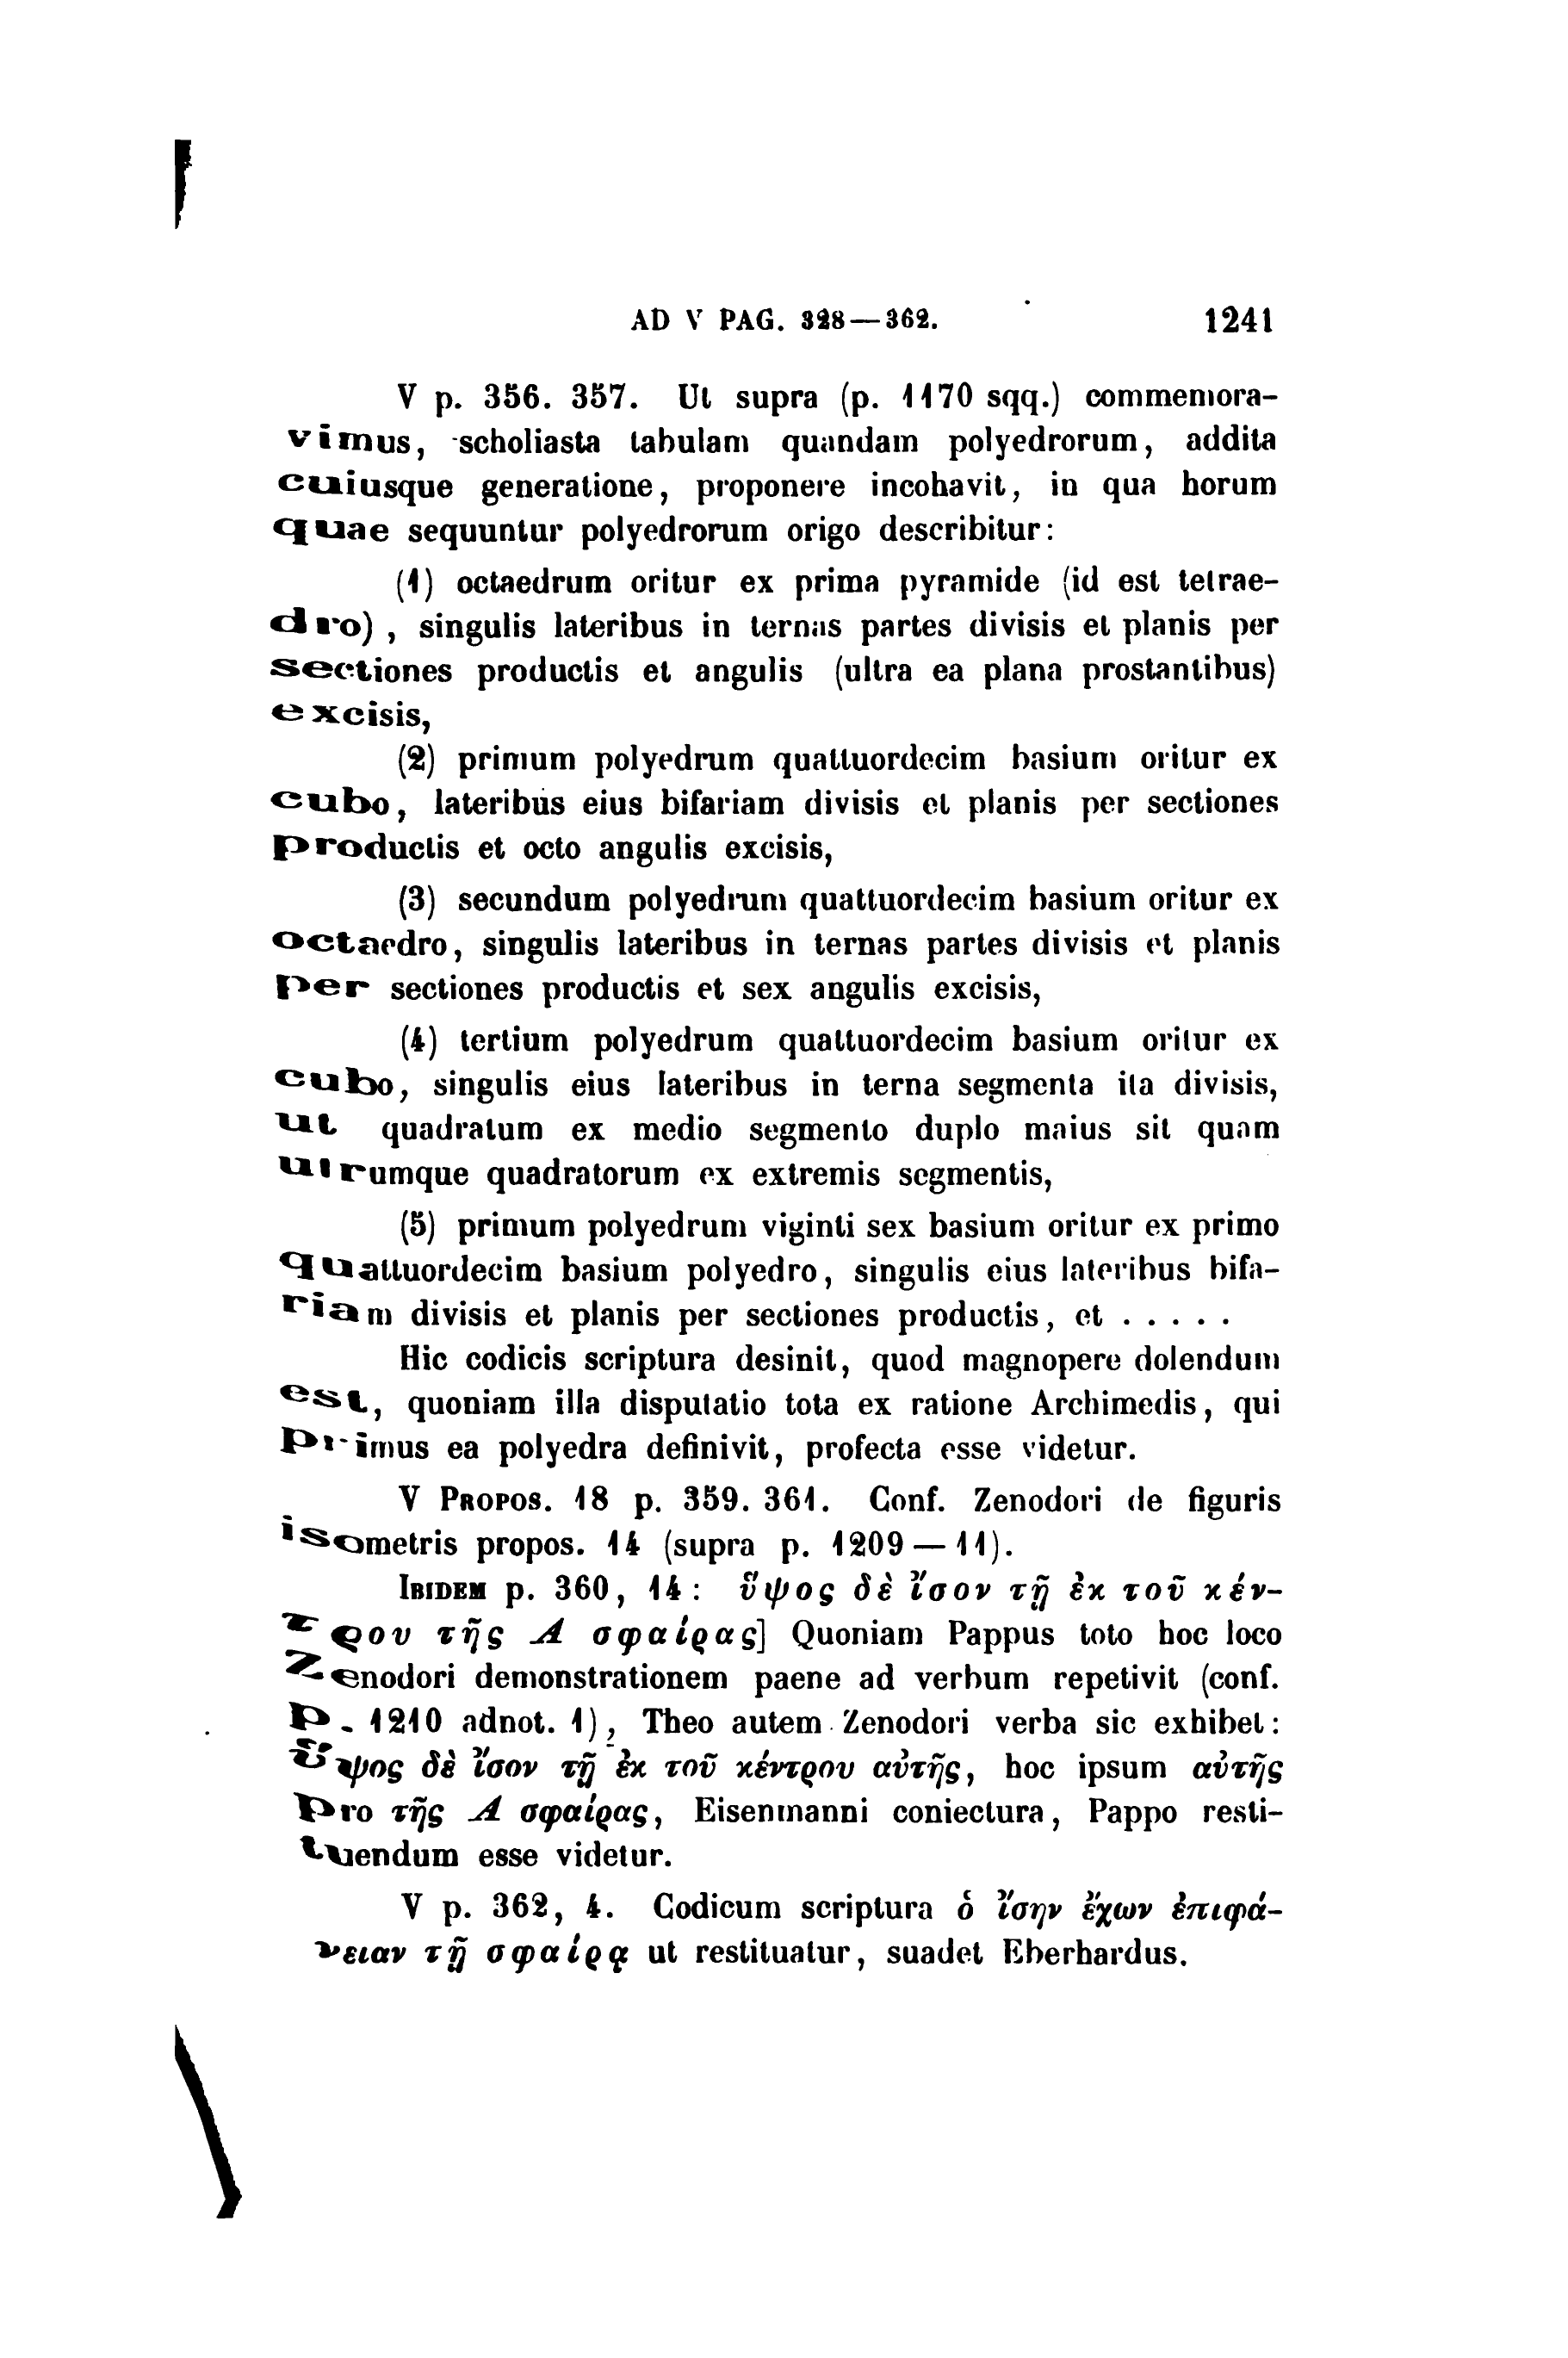 AD V PAG. 328—362. 1241
V p. 356. 357. Ut supra (p. 1170 sqq.) commemora-
vimus, scholiasta tabulam quandam polyedrorum, addita
cuiusque generatione, proponere incohavit, in qua horum
quae sequuntur polyedrorum origo describitur:
(1) octaedrum oritur ex prima pyramide (id est tetrae-
dro), singulis lateribus in ternas partes divisis et planis per
sectiones productis et angulis (ultra ea plana prostantibus)
excisis,
(2) primum polyedrum quattuordecim basium oritur ex
cubo, lateribus eius bifariam divisis et planis per sectiones
productis et octo angulis excisis,
(3) secundum polyedrum quattuordecim basium oritur ex
octaedro, singulis lateribus in ternas partes divisis et planis
per sectiones productis et sex angulis excisis,
(4) tertium polyedrum quattuordecim basium oritur ex
cubo, singulis eius lateribus in terna segmenta ita divisis,
ut quadratum ex medio segmento duplo maius sit quam
utrumque quadratorum ex extremis segmentis,
(5) primum polyedrum viginti sex basium oritur ex primo
quattuordecim basium polyedro, singulis eius lateribus bifa-
riam divisis et planis per sectiones productis, et . . . . .
Hic codicis scriptura desinit, quod magnopere dolendum
est, quoniam illa disputatio tota ex ratione Archimedis, qui
primus ea polyedra definivit, profecta esse videtur.
V PROPOS. 18 p. 359. 361. Conf. Zenodori de figuris
isometris propos. 14 (supra p. 1209—11).
IBIDEM p. 360, 14: ὕψος δὲ ἴσον τῇ ἐκ τοῦ κέν-
τρου τῆς Α σφαίρας] Quoniam Pappus toto hoc loco
Zenodori demonstrationem paene ad verbum repetivit (conf.
p. 1210 adnot. 1), Theo autem Zenodori verba sic exhibet:
ὕψος δὲ ἴσον τῇ ἐκ τοῦ κέντρου αὐτῆς, hoc ipsum αὐτῆς
pro τῆς Α σφαίρας, Eisenmanni coniectura, Pappo resti-
tuendum esse videtur.
V p. 362, 4. Codicum scriptura ὁ ἴσην ἔχων ἐπιφά-
νειαν τῇ σφαίρᾳ ut restituatur, suadet Eberhardus.